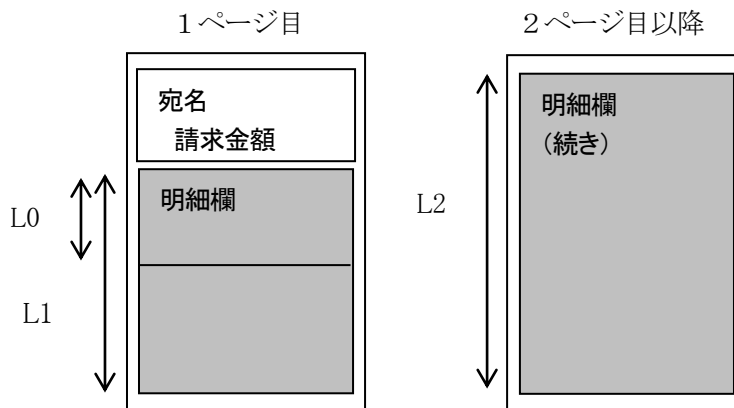 １ページ目
２ページ目以降
宛名
請求金額
明細欄
L0
L1
明細欄
(続き)
L2